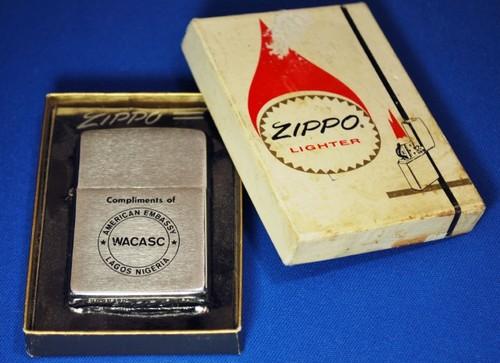 ZIPPO
Compliments of
AMERICAN EMBASSY
WACASC
LAGOS NIGERIA
ZIPPO
LIGHTER